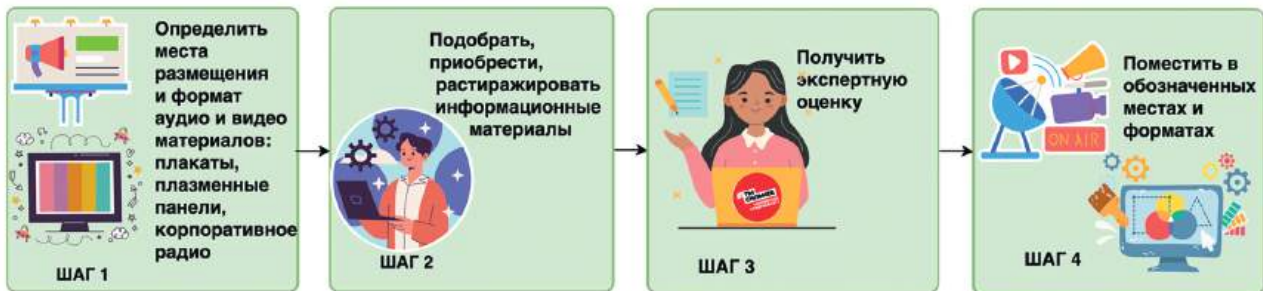 Определить
места
размещения
и формат
аудио и видео
материалов:
плакаты,
плазменные
панели,
корпоративное
радио
ШАГ 1
Подобрать,
приобрести,
растиражировать
информационные
материалы
ШАГ 2
Получить
экспертную
оценку
ШАГ 3
ON AIR
Поместить в
обозначенных
местах и
форматах
ШАГ 4